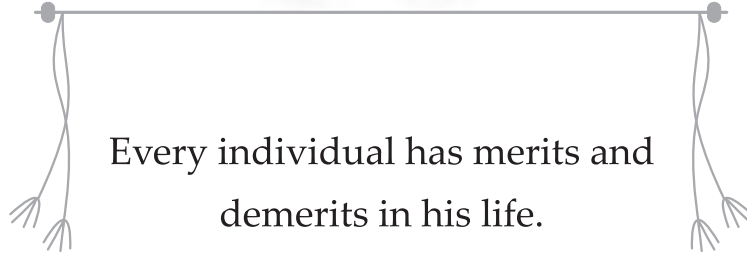 Every individual has merits and
demerits in his life.